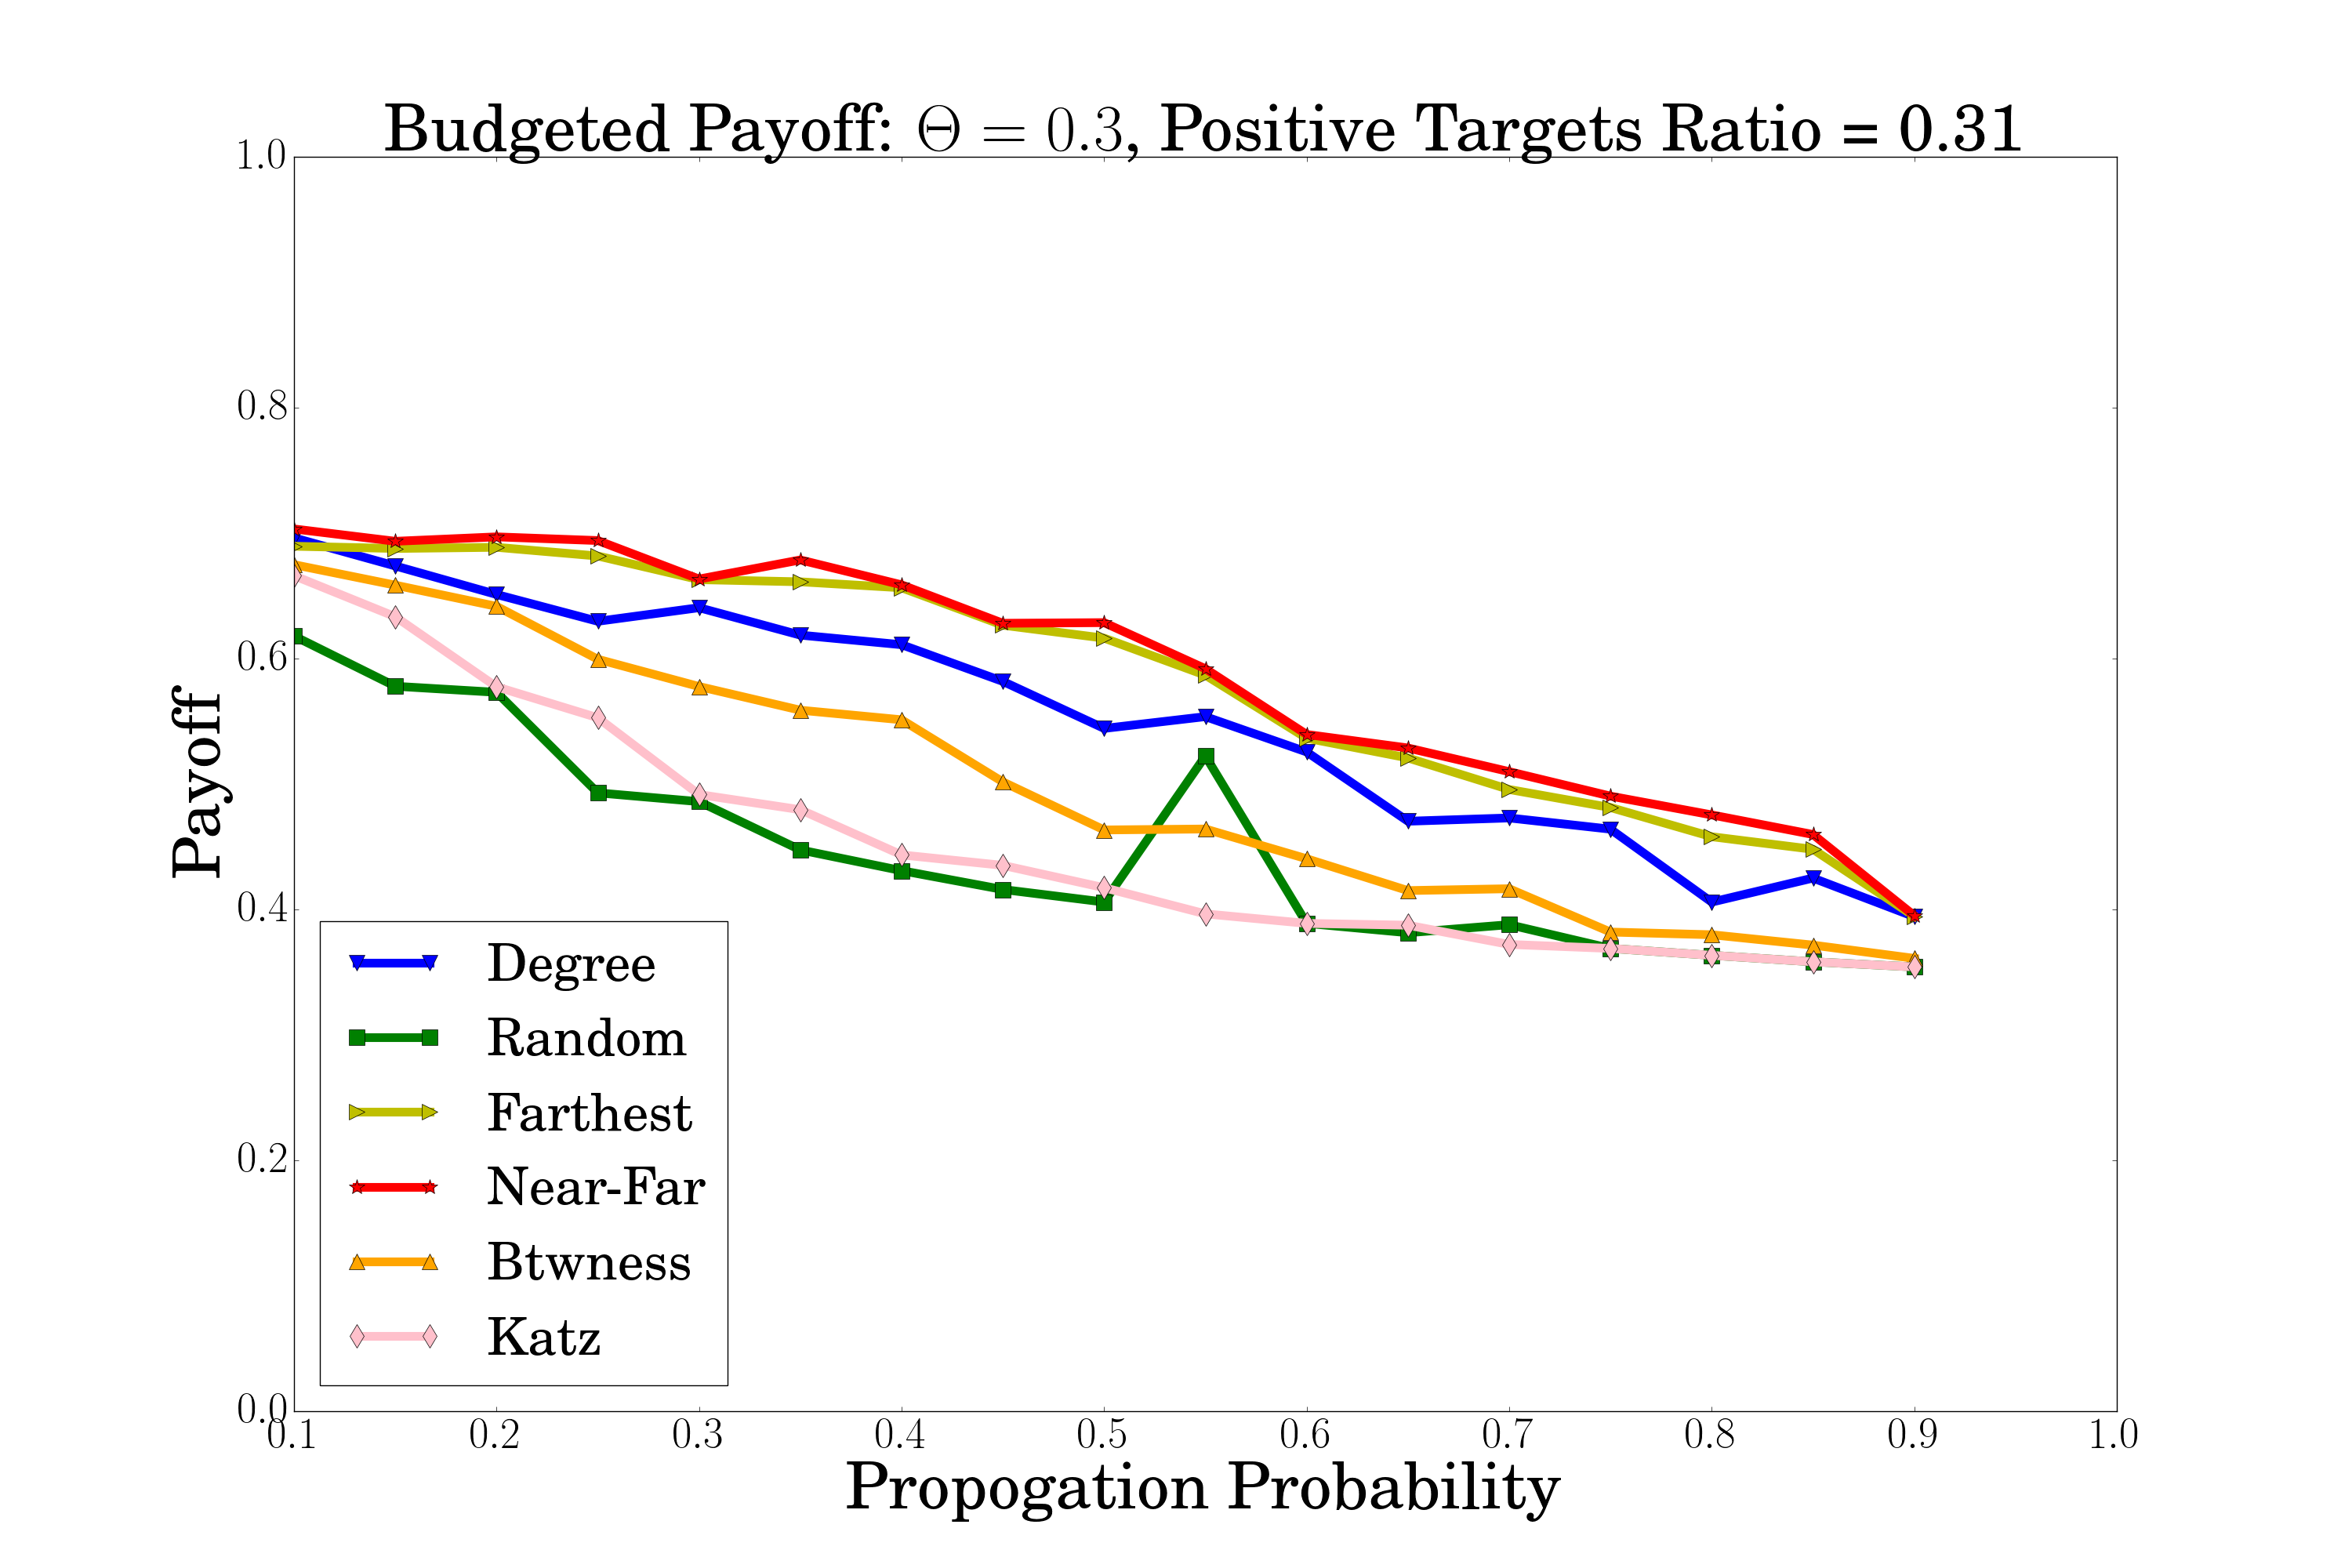 Budgeted Payoff: Θ = 0.3, Positive Targets Ratio = 0.31
1.0
0.8
0.6
0.4
0.2
0.0
Payoff
Degree
Random
Farthest
Near-Far
Btwness
Katz
0.1 0.2 0.3 0.4 0.5 0.6 0.7 0.8 0.9 1.0
Propogation Probability